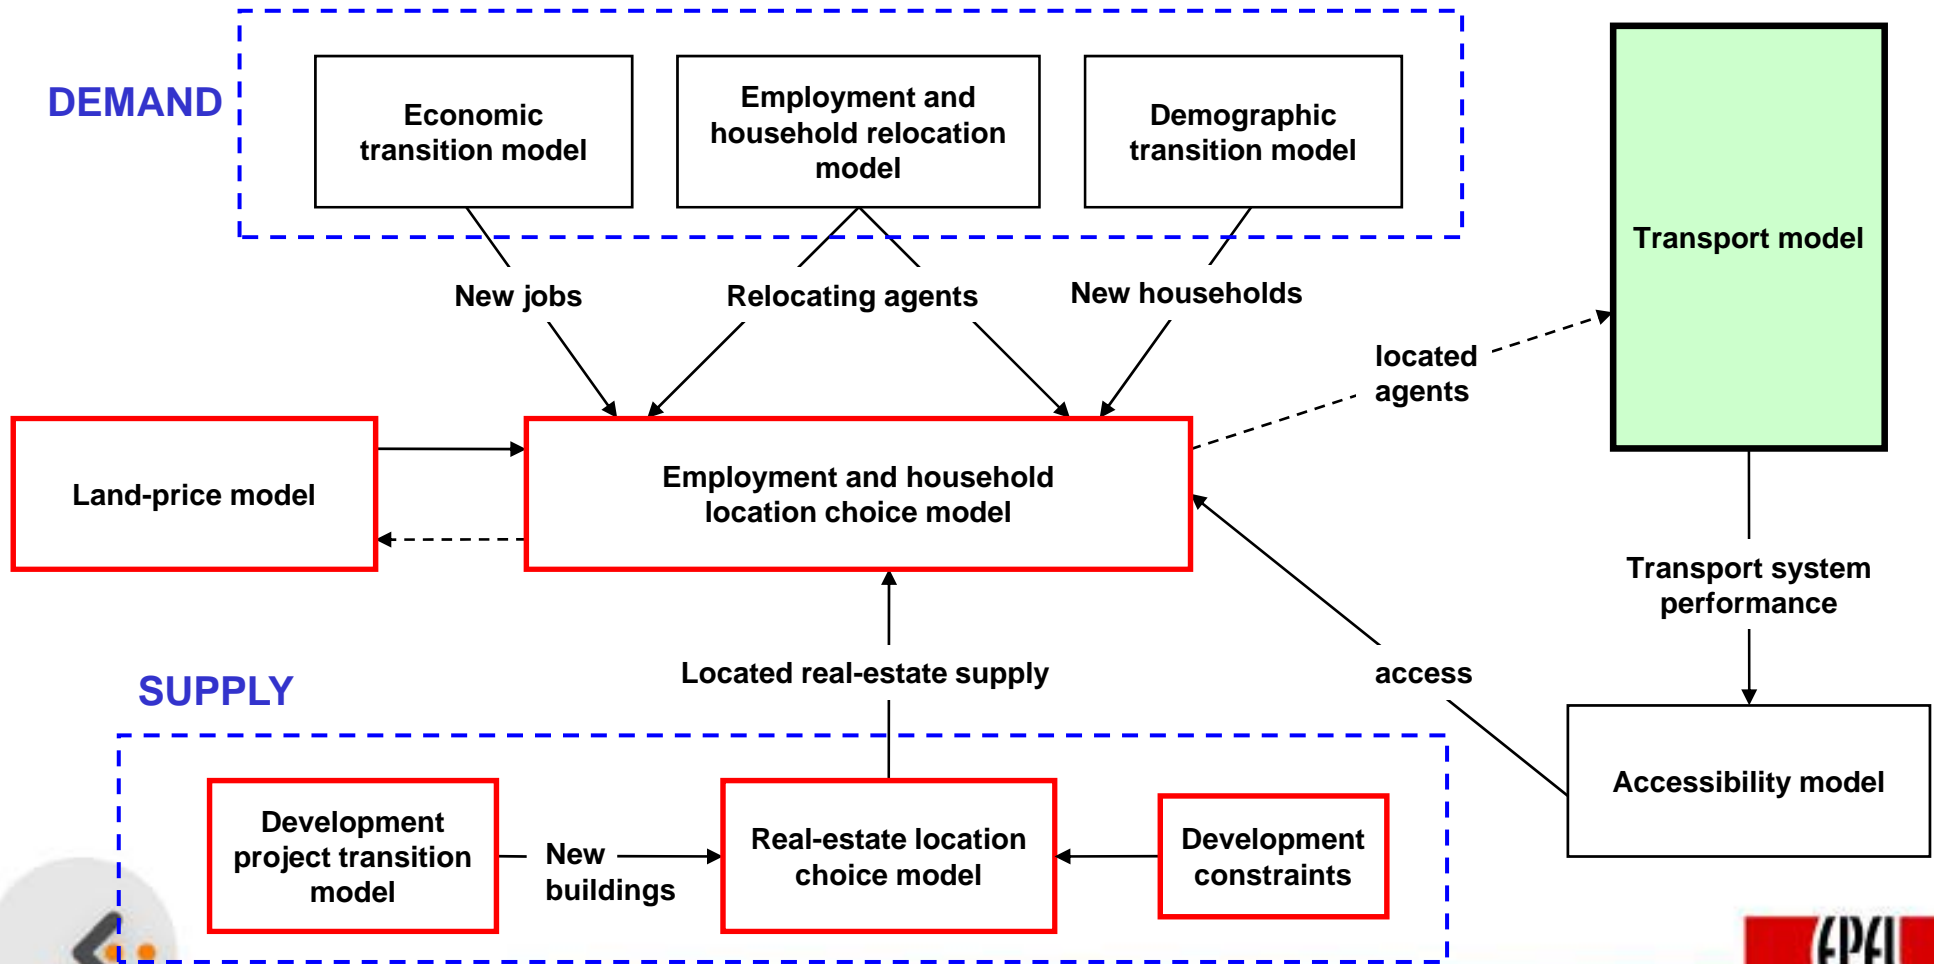 DEMAND
Economic
transition model
Employment and
household relocation
model
Demographic
transition model
Transport model
New jobs
Relocating agents
New households
located
agents
Land-price model
Employment and household
location choice model
Transport system
performance
Located real-estate supply
access
SUPPLY
Development
project transition
model
New
buildings
Real-estate location
choice model
Development
constraints
Accessibility model
EPFL